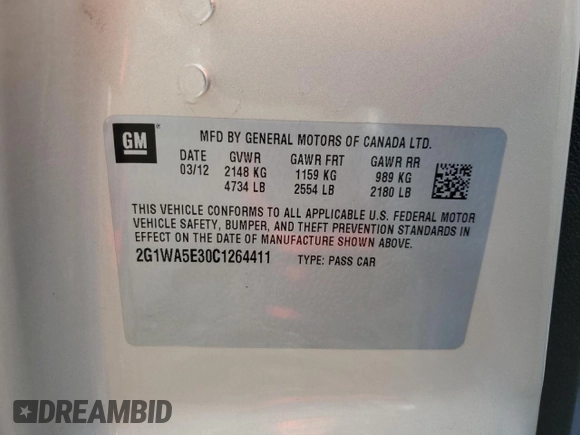 GM
MFD BY GENERAL MOTORS OF CANADA LTD.
DATE GVWR GAWR FRT GAWR RR
03/12 2148 KG 1159 KG 989 KG
4734 LB 2554 LB 2180 LB
THIS VEHICLE CONFORMS TO ALL APPLICABLE U.S. FEDERAL MOTOR
VEHICLE SAFETY, BUMPER, AND THEFT PREVENTION STANDARDS IN
EFFECT ON THE DATE OF MANUFACTURE SHOWN ABOVE.
2G1WA5E30C1264411 TYPE: PASS CAR
DREAMBID